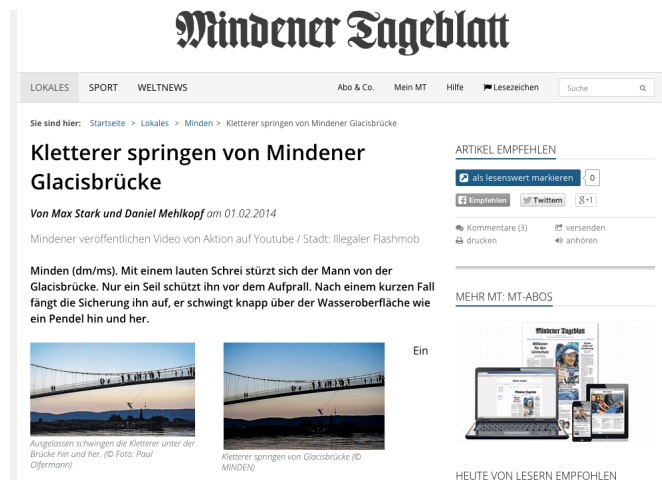 Mindener Tageblatt
LOKALES SPORT WELTNEWS Abo & Co. Mein MT Hilfe Lesezeichen Suche
Sie sind hier: Startseite > Lokales > Minden > Kletterer springen von Mindener Glacisbrücke
Kletterer springen von Mindener
Glacisbrücke
Von Max Stark und Daniel Mehlkopf am 01.02.2014
Mindener veröffentlichen Video von Aktion auf Youtube / Stadt: Illegaler Flashmob
Minden (dm/ms). Mit einem lauten Schrei stürzt sich der Mann von der
Glacisbrücke. Nur ein Seil schützt ihn vor dem Aufprall. Nach einem kurzen Fall
fängt die Sicherung ihn auf, er schwingt knapp über der Wasseroberfläche wie
ein Pendel hin und her.
Ein
Ausgelassen schwingen die Kletterer unter der
Brücke hin und her. (© Foto: Paul
Olfermann)
Kletterer springen von Glacisbrücke (©
MINDEN)
ARTIKEL EMPFEHLEN
als lesenswert markieren 0
Empfehlen Twittern g+1
Kommentare (3) versenden
drucken anhören
MEHR MT: MT-ABOS
Mindener Tageblatt
HEUTE VON LESERN EMPFOHLEN